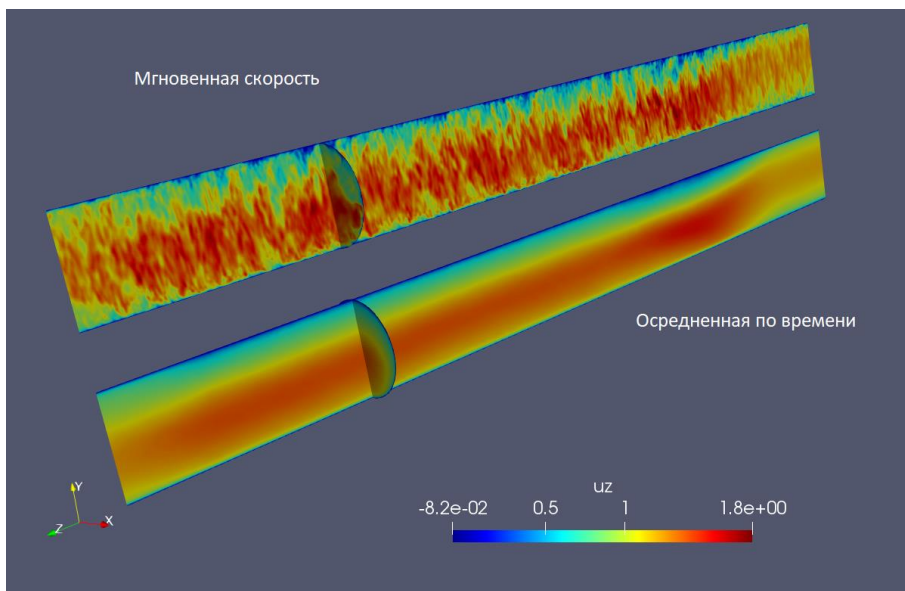 Мгновенная скорость
Осредненная по времени
uz
-8.2e-02 0.5 1 1.8e+00
Y
Z X